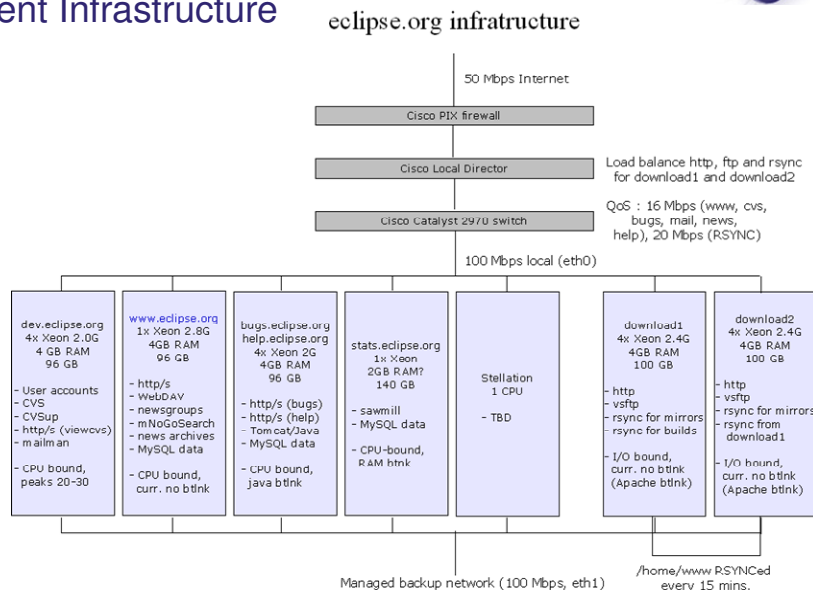 ent Infrastructure
eclipse.org infratructure
50 Mbps Internet
Cisco PIX firewall
Cisco Local Director
Load balance http, ftp and rsync
for download1 and download2
Cisco Catalyst 2970 switch
QoS : 16 Mbps (www, cvs,
bugs, mail, news,
help), 20 Mbps (RSYNC)
100 Mbps local (eth0)
dev.eclipse.org
4x Xeon 2.0G
4 GB RAM
96 GB
- User accounts
- CVS
- CVSup
- http/s (viewcvs)
- mailman
- CPU bound,
peaks 20-30
www.eclipse.org
1x Xeon 2.8G
4GB RAM
96 GB
- http/s
- WebDAV
- newsgroups
- mNoGoSearch
- news archives
- MySQL data
- CPU bound,
curr. no btlnk
bugs.eclipse.org
help.eclipse.org
4x Xeon 2G
4GB RAM
96 GB
- http/s (bugs)
- http/s (help)
- Tomcat/Java
- MySQL data
- CPU bound,
java btlnk
stats.eclipse.org
1x Xeon
2GB RAM?
140 GB
- sawmill
- MySQL data
- CPU-bound,
RAM btnk
Stellation
1 CPU
- TBD
download1
4x Xeon 2.4G
4GB RAM
100 GB
- http
- vsftp
- rsync for mirrors
- rsync for builds
- I/O bound,
curr. no btlnk
(Apache btlnk)
download2
4x Xeon 2.4G
4GB RAM
100 GB
- http
- vsftp
- rsync for mirrors
- rsync from
download1
- I/O bound,
curr. no btlnk
(Apache btlnk)
Managed backup network (100 Mbps, eth1)
/home/www RSYNCed
every 15 mins.